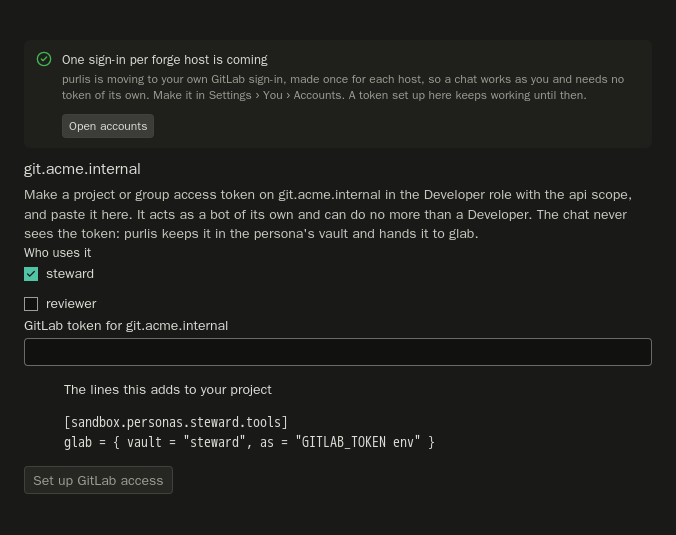 One sign-in per forge host is coming
purlis is moving to your own GitLab sign-in, made once for each host, so a chat works as you and needs no
token of its own. Make it in Settings › You › Accounts. A token set up here keeps working until then.
Open accounts
git.acme.internal
Make a project or group access token on git.acme.internal in the Developer role with the api scope,
and paste it here. It acts as a bot of its own and can do no more than a Developer. The chat never
sees the token: purlis keeps it in the persona's vault and hands it to glab.
Who uses it
steward
reviewer
GitLab token for git.acme.internal
The lines this adds to your project
[sandbox.personas.steward.tools]
glab = { vault = "steward", as = "GITLAB_TOKEN env" }
Set up GitLab access